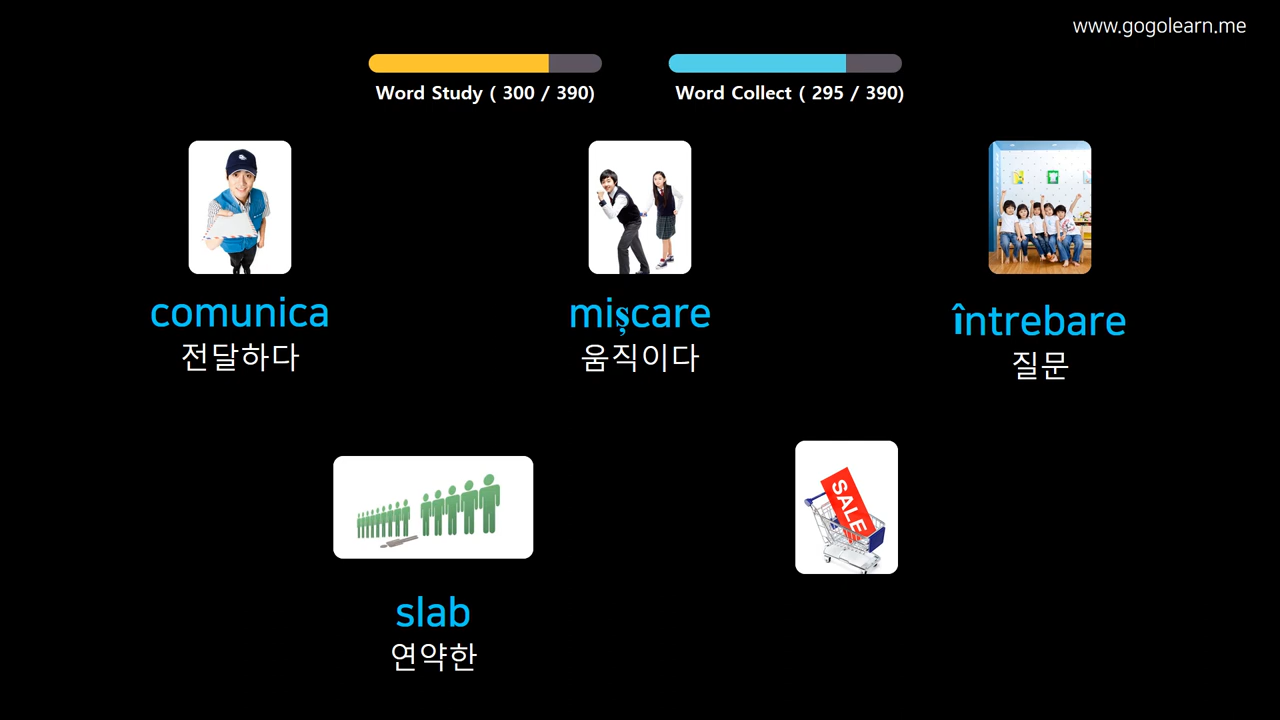 www.gogolearn.me
Word Study ( 300 / 390)
Word Collect ( 295 / 390)
comunica
전달하다
mișcare
움직이다
întrebare
질문
slab
연약한
SALE